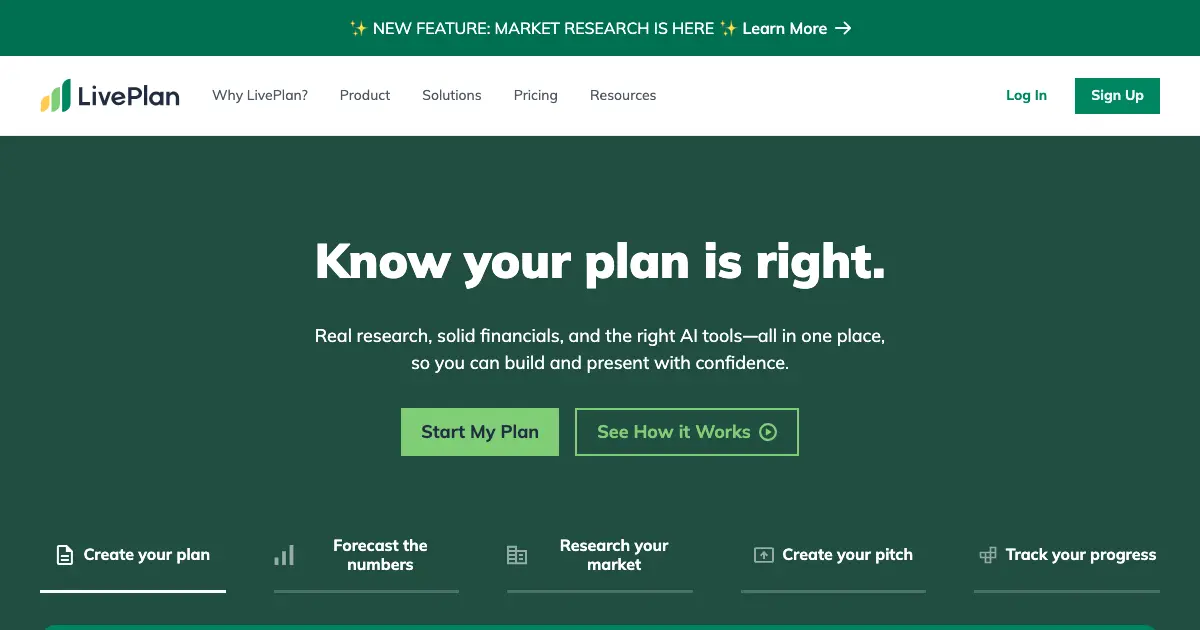 ✨ NEW FEATURE: MARKET RESEARCH IS HERE ✨ Learn More →
LivePlan
Why LivePlan?
Product
Solutions
Pricing
Resources
Log In
Sign Up
Know your plan is right.
Real research, solid financials, and the right AI tools—all in one place,
so you can build and present with confidence.
Start My Plan
See How it Works
Create your plan
Forecast the
numbers
Research your
market
Create your pitch
Track your progress